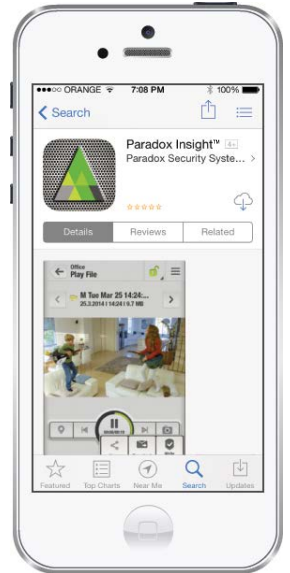 ●●●○○ ORANGE 7:08 PM 100%
Search
Paradox Insight™ 4+
Paradox Security Syste... >
Details Reviews Related
Office
Play File
M Tue Mar 25 14:24:...
25.3.2014 I 14:24 I 9.7 MB
Featured Top Charts Near Me Search Updates